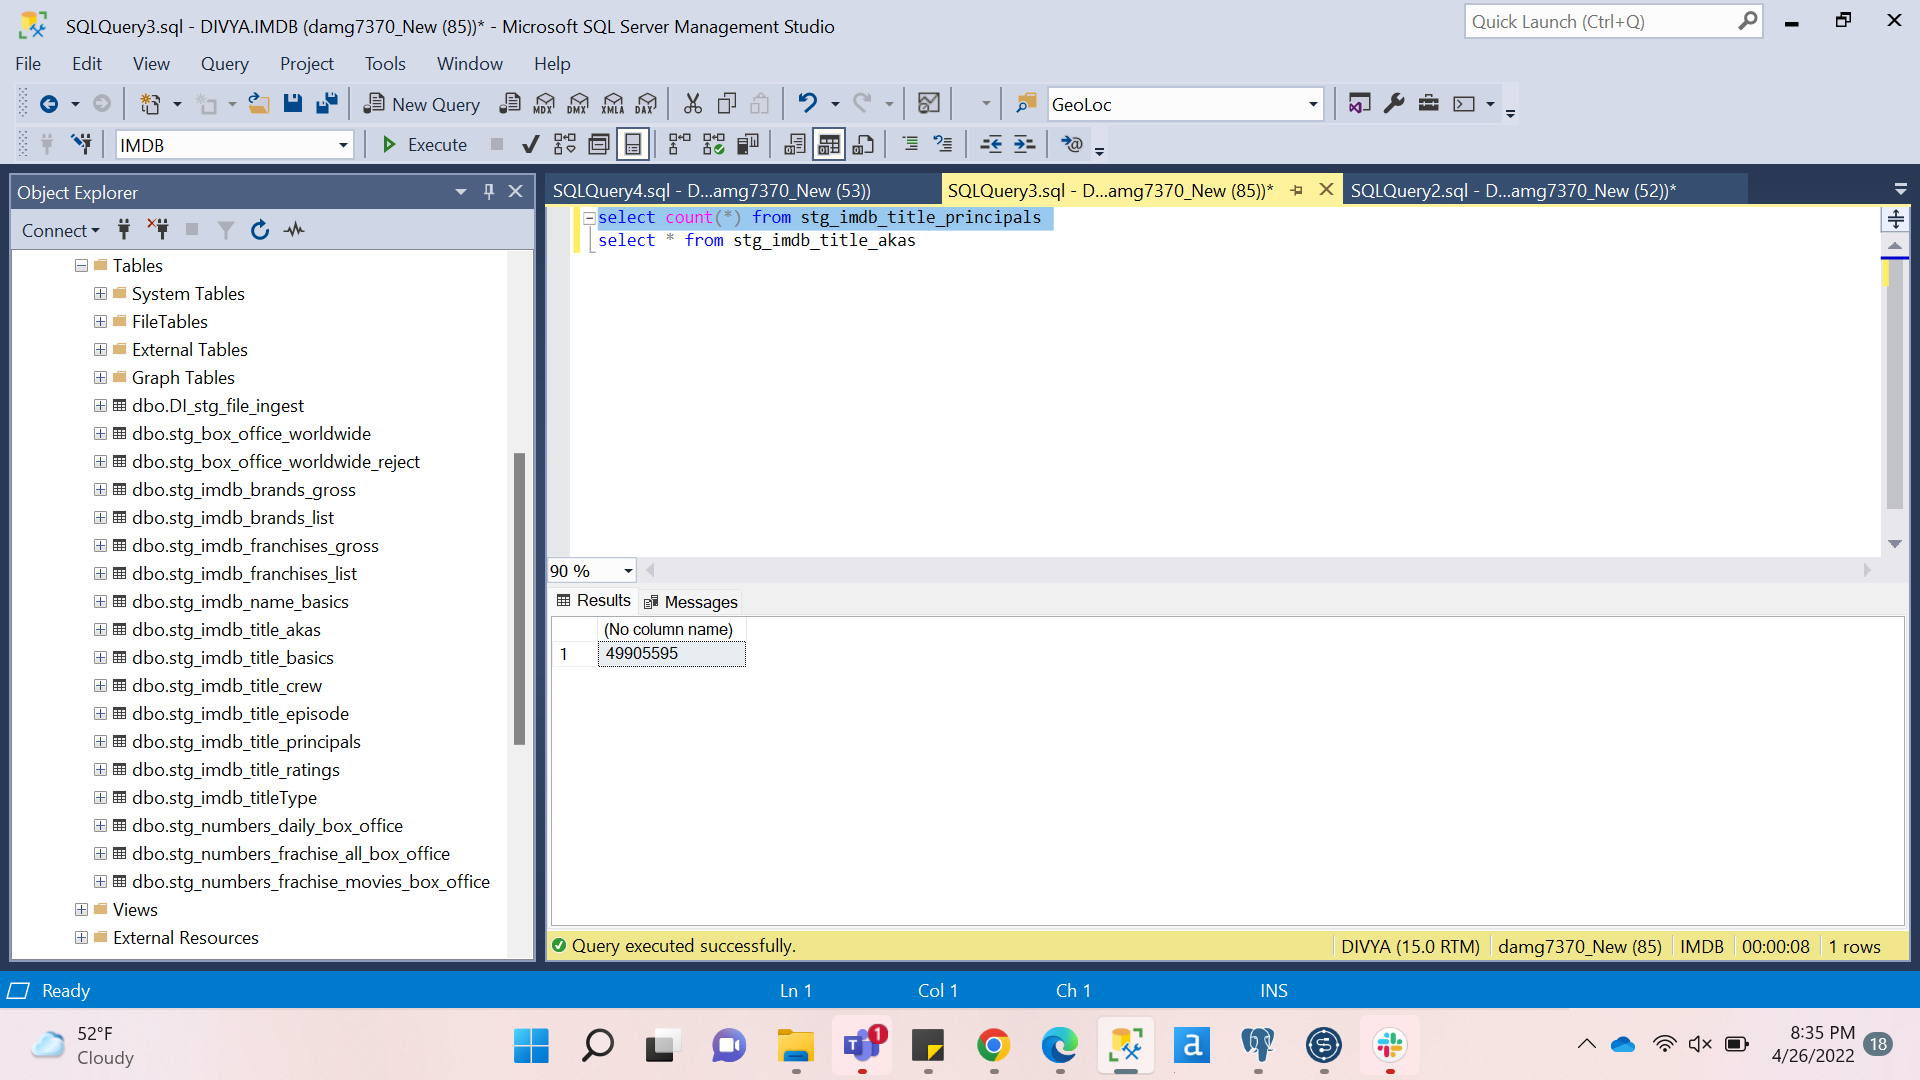 SQLQuery3.sql - DIVYA.IMDB (damg7370_New (85))* - Microsoft SQL Server Management Studio
Quick Launch (Ctrl+Q)
File Edit View Query Project Tools Window Help
New Query MDX DMX XMLA DAX GeoLoc
IMDB Execute
Object Explorer
SQLQuery4.sql - D...amg7370_New (53)) SQLQuery3.sql - D...amg7370_New (85))* SQLQuery2.sql - D...amg7370_New (52))*
Connect
Tables
System Tables
FileTables
External Tables
Graph Tables
dbo.DI_stg_file_ingest
dbo.stg_box_office_worldwide
dbo.stg_box_office_worldwide_reject
dbo.stg_imdb_brands_gross
dbo.stg_imdb_brands_list
dbo.stg_imdb_franchises_gross
dbo.stg_imdb_franchises_list
dbo.stg_imdb_name_basics
dbo.stg_imdb_title_akas
dbo.stg_imdb_title_basics
dbo.stg_imdb_title_crew
dbo.stg_imdb_title_episode
dbo.stg_imdb_title_principals
dbo.stg_imdb_title_ratings
dbo.stg_imdb_titleType
dbo.stg_numbers_daily_box_office
dbo.stg_numbers_frachise_all_box_office
dbo.stg_numbers_frachise_movies_box_office
Views
External Resources
select count(*) from stg_imdb_title_principals
select * from stg_imdb_title_akas
90 %
Results Messages
(No column name)
1 49905595
Query executed successfully. DIVYA (15.0 RTM) damg7370_New (85) IMDB 00:00:08 1 rows
Ready Ln 1 Col 1 Ch 1 INS
52°F
Cloudy
1
8:35 PM
4/26/2022
18